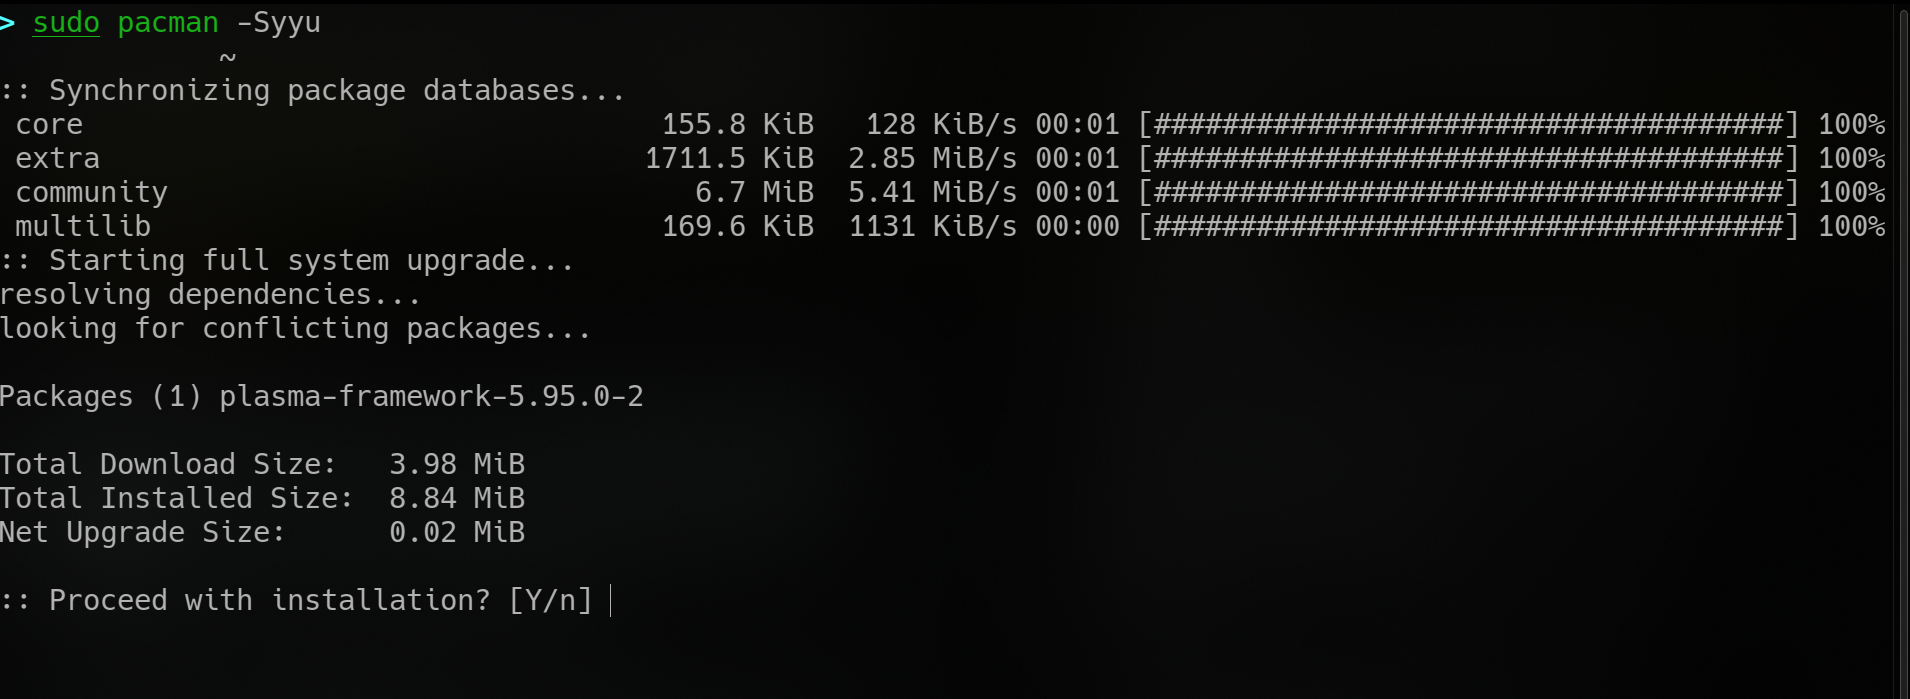 > sudo pacman -Syyu
~
:: Synchronizing package databases...
core 155.8 KiB 128 KiB/s 00:01 [#####################################] 100%
extra 1711.5 KiB 2.85 MiB/s 00:01 [#####################################] 100%
community 6.7 MiB 5.41 MiB/s 00:01 [#####################################] 100%
multilib 169.6 KiB 1131 KiB/s 00:00 [#####################################] 100%
:: Starting full system upgrade...
resolving dependencies...
looking for conflicting packages...
Packages (1) plasma-framework-5.95.0-2
Total Download Size: 3.98 MiB
Total Installed Size: 8.84 MiB
Net Upgrade Size: 0.02 MiB
:: Proceed with installation? [Y/n]